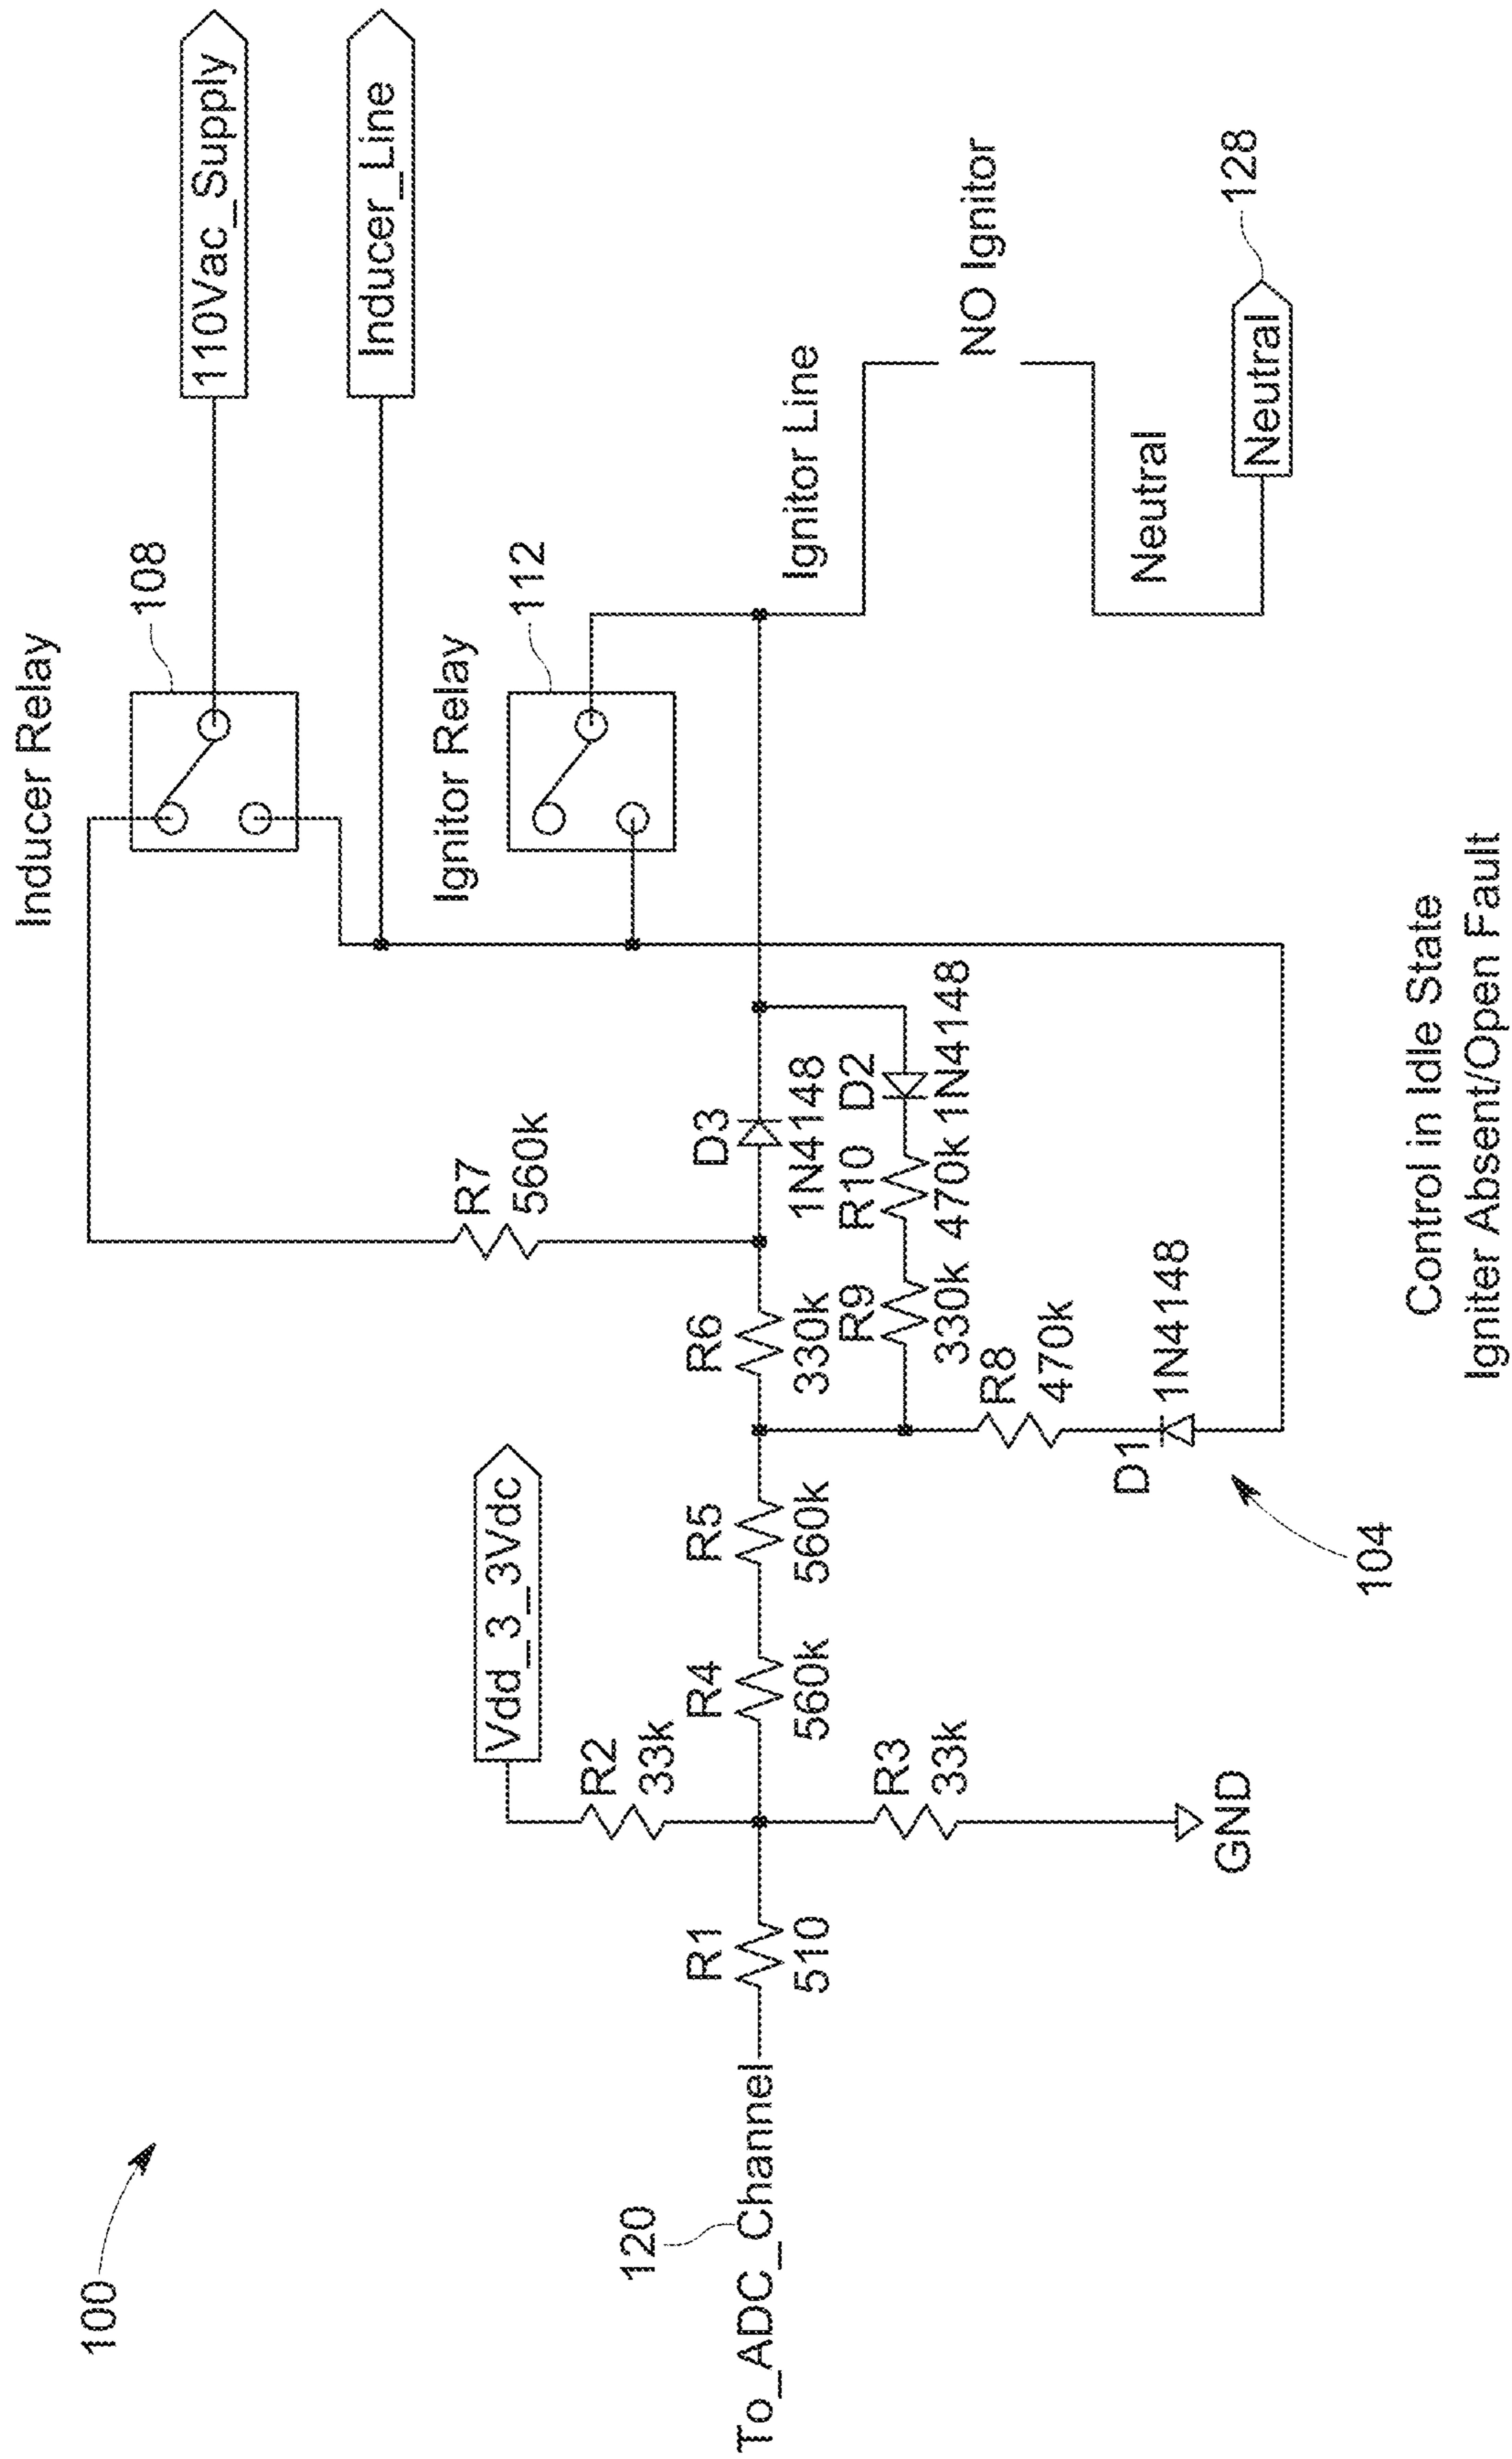 100
Inducer Relay
108
110Vac_Supply
Inducer_Line
Ignitor Relay
112
R7
560k
Vdd_3_3Vdc
R2
33k
120
To_ADC_Channel
R1
510
R4
560k
R5
560k
R6
330k
D3
1N4148
Ignitor Line
NO Ignitor
R3
33k
GND
R9
330k
R10
470k
D2
1N4148
R8
470k
D1
1N4148
Neutral
Neutral
128
104
Control in Idle State
Igniter Absent/Open Fault